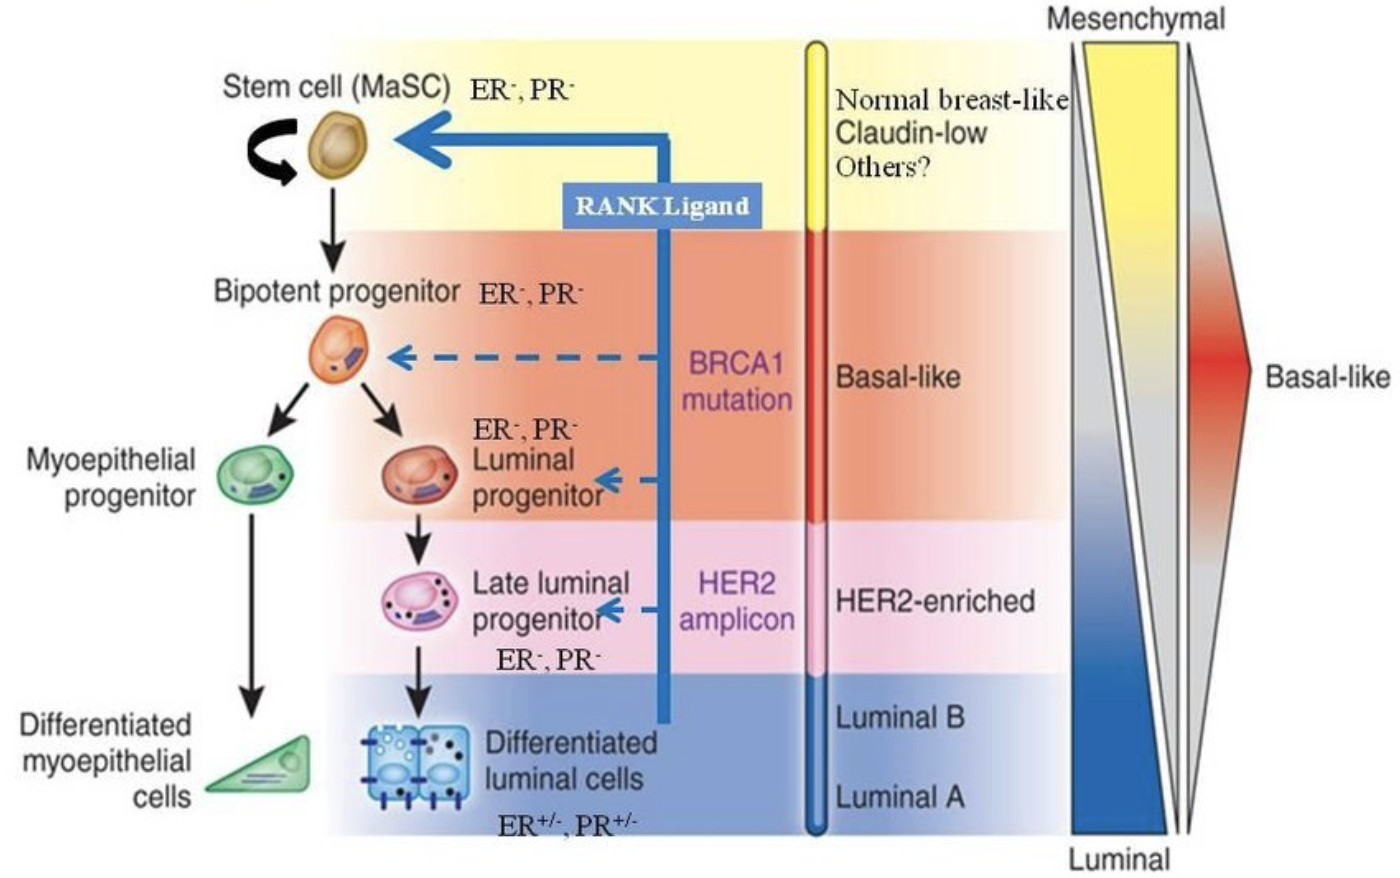 Mesenchymal
Stem cell (MaSC) ER⁻, PR⁻
Normal breast-like
Claudin-low
Others?
RANK Ligand
Bipotent progenitor ER⁻, PR⁻
BRCA1
mutation
Basal-like
Basal-like
ER⁻, PR⁻
Luminal
progenitor
Myoepithelial
progenitor
Late luminal
progenitor
ER⁻, PR⁻
HER2
amplicon
HER2-enriched
Differentiated
myoepithelial
cells
Differentiated
luminal cells
ER⁺/⁻, PR⁺/⁻
Luminal B
Luminal A
Luminal